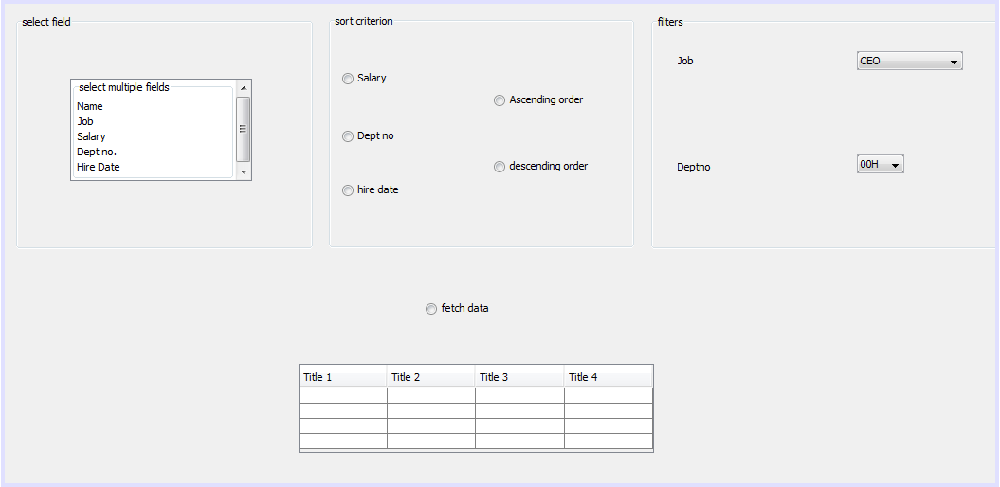 select field
select multiple fields
Name
Job
Salary
Dept no.
Hire Date
sort criterion
Salary
Ascending order
Dept no
descending order
hire date
filters
Job CEO
Deptno 00H
fetch data
Title 1 Title 2 Title 3 Title 4